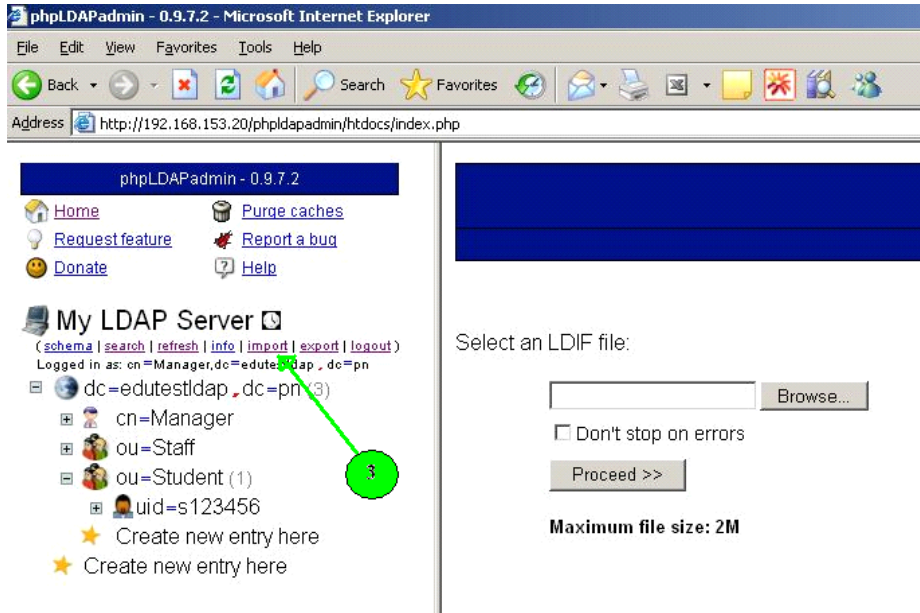 phpLDAPadmin - 0.9.7.2 - Microsoft Internet Explorer
File Edit View Favorites Tools Help
Back Search Favorites
Address http://192.168.153.20/phpldapadmin/htdocs/index.php
phpLDAPadmin - 0.9.7.2
Home Purge caches
Request feature Report a bug
Donate Help
My LDAP Server
( schema | search | refresh | info | import | export | logout )
Logged in as: cn=Manager,dc=edutestldap , dc=pn
dc=edutestldap , dc=pn (3)
cn=Manager
ou=Staff
ou=Student (1)
3
uid=s123456
Create new entry here
Create new entry here
Select an LDIF file:
Browse...
Don't stop on errors
Proceed >>
Maximum file size: 2M